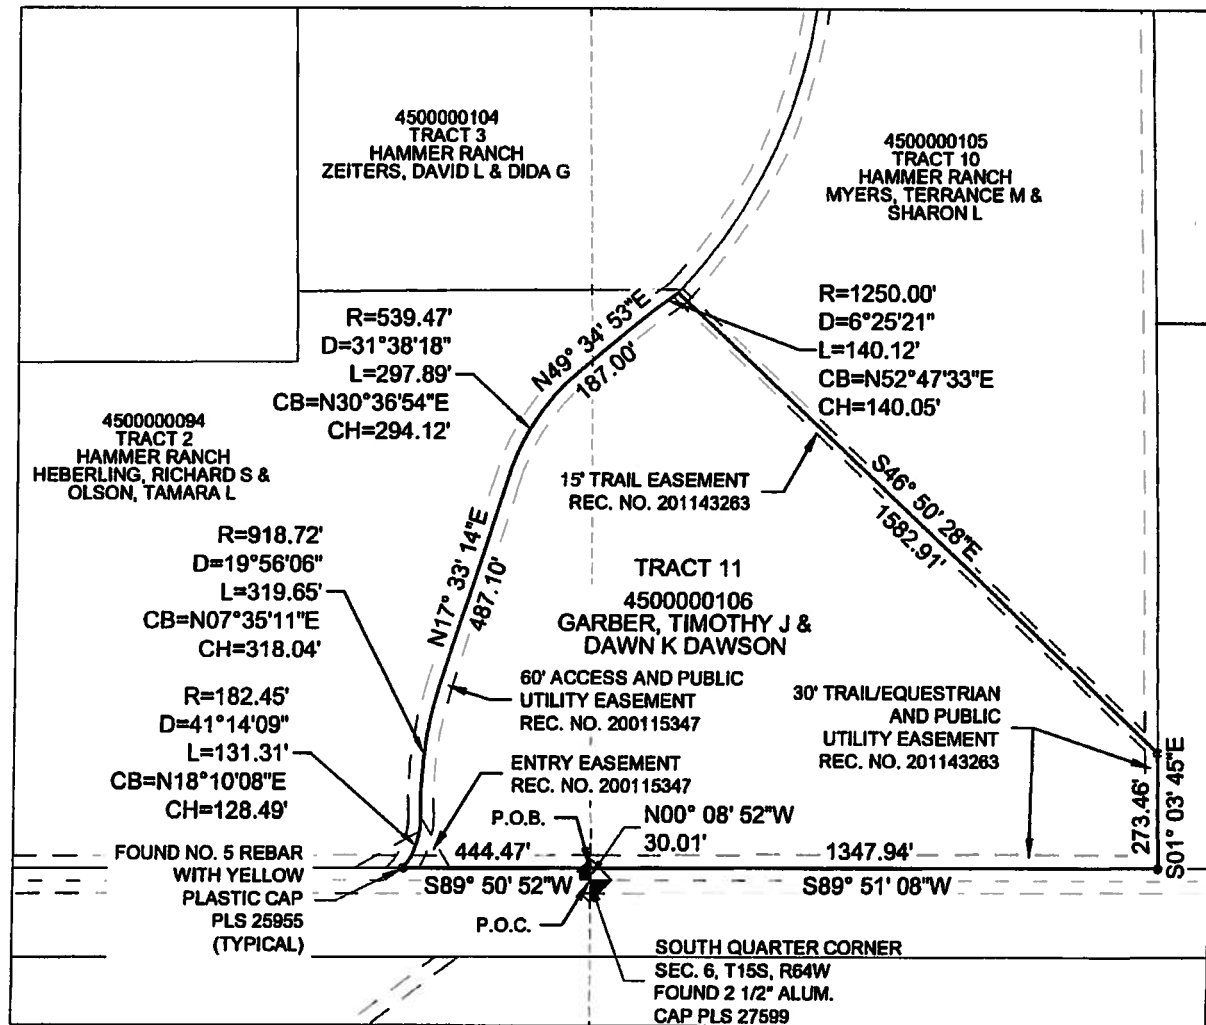 4500000104
TRACT 3
HAMMER RANCH
ZEITERS, DAVID L & DIDA G
4500000105
TRACT 10
HAMMER RANCH
MYERS, TERRANCE M &
SHARON L
R=539.47'
D=31°38'18"
L=297.89'
CB=N30°36'54"E
CH=294.12'
N49° 34' 53"E
187.00'
R=1250.00'
D=6°25'21"
L=140.12'
CB=N52°47'33"E
CH=140.05'
4500000094
TRACT 2
HAMMER RANCH
HEBERLING, RICHARD S &
OLSON, TAMARA L
15' TRAIL EASEMENT
REC. NO. 201143263
S46° 50' 28"E
1582.91'
R=918.72'
D=19°56'06"
L=319.65'
CB=N07°35'11"E
CH=318.04'
N17° 33' 14"E
487.10'
TRACT 11
4500000106
GARBER, TIMOTHY J &
DAWN K DAWSON
60' ACCESS AND PUBLIC
UTILITY EASEMENT
REC. NO. 200115347
30' TRAIL/EQUESTRIAN
AND PUBLIC
UTILITY EASEMENT
REC. NO. 201143263
R=182.45'
D=41°14'09"
L=131.31'
CB=N18°10'08"E
CH=128.49'
ENTRY EASEMENT
REC. NO. 200115347
P.O.B.
N00° 08' 52"W
30.01'
S01° 03' 45"E
273.46'
FOUND NO. 5 REBAR
WITH YELLOW
PLASTIC CAP
PLS 25955
(TYPICAL)
444.47'
S89° 50' 52"W
1347.94'
S89° 51' 08"W
P.O.C.
SOUTH QUARTER CORNER
SEC. 6, T15S, R64W
FOUND 2 1/2" ALUM.
CAP PLS 27599